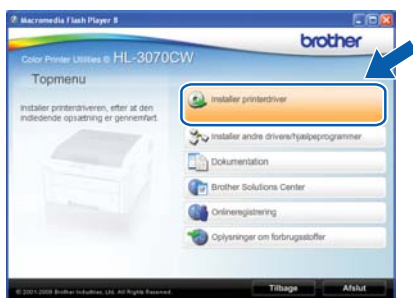 Macromedia Flash Player 8
brother
Color Printer Utilities © HL-3070CW
Topmenu
Installer printerdriveren, efter at den
indledende opsætning er gennemført.
Installer printerdriver
Installer andre drivere/hjælpeprogrammer
Dokumentation
Brother Solutions Center
Onlineregistrering
Oplysninger om forbrugsstoffer
© 2001-2009 Brother Industries, Ltd. All Rights Reserved.
Tilbage
Afslut